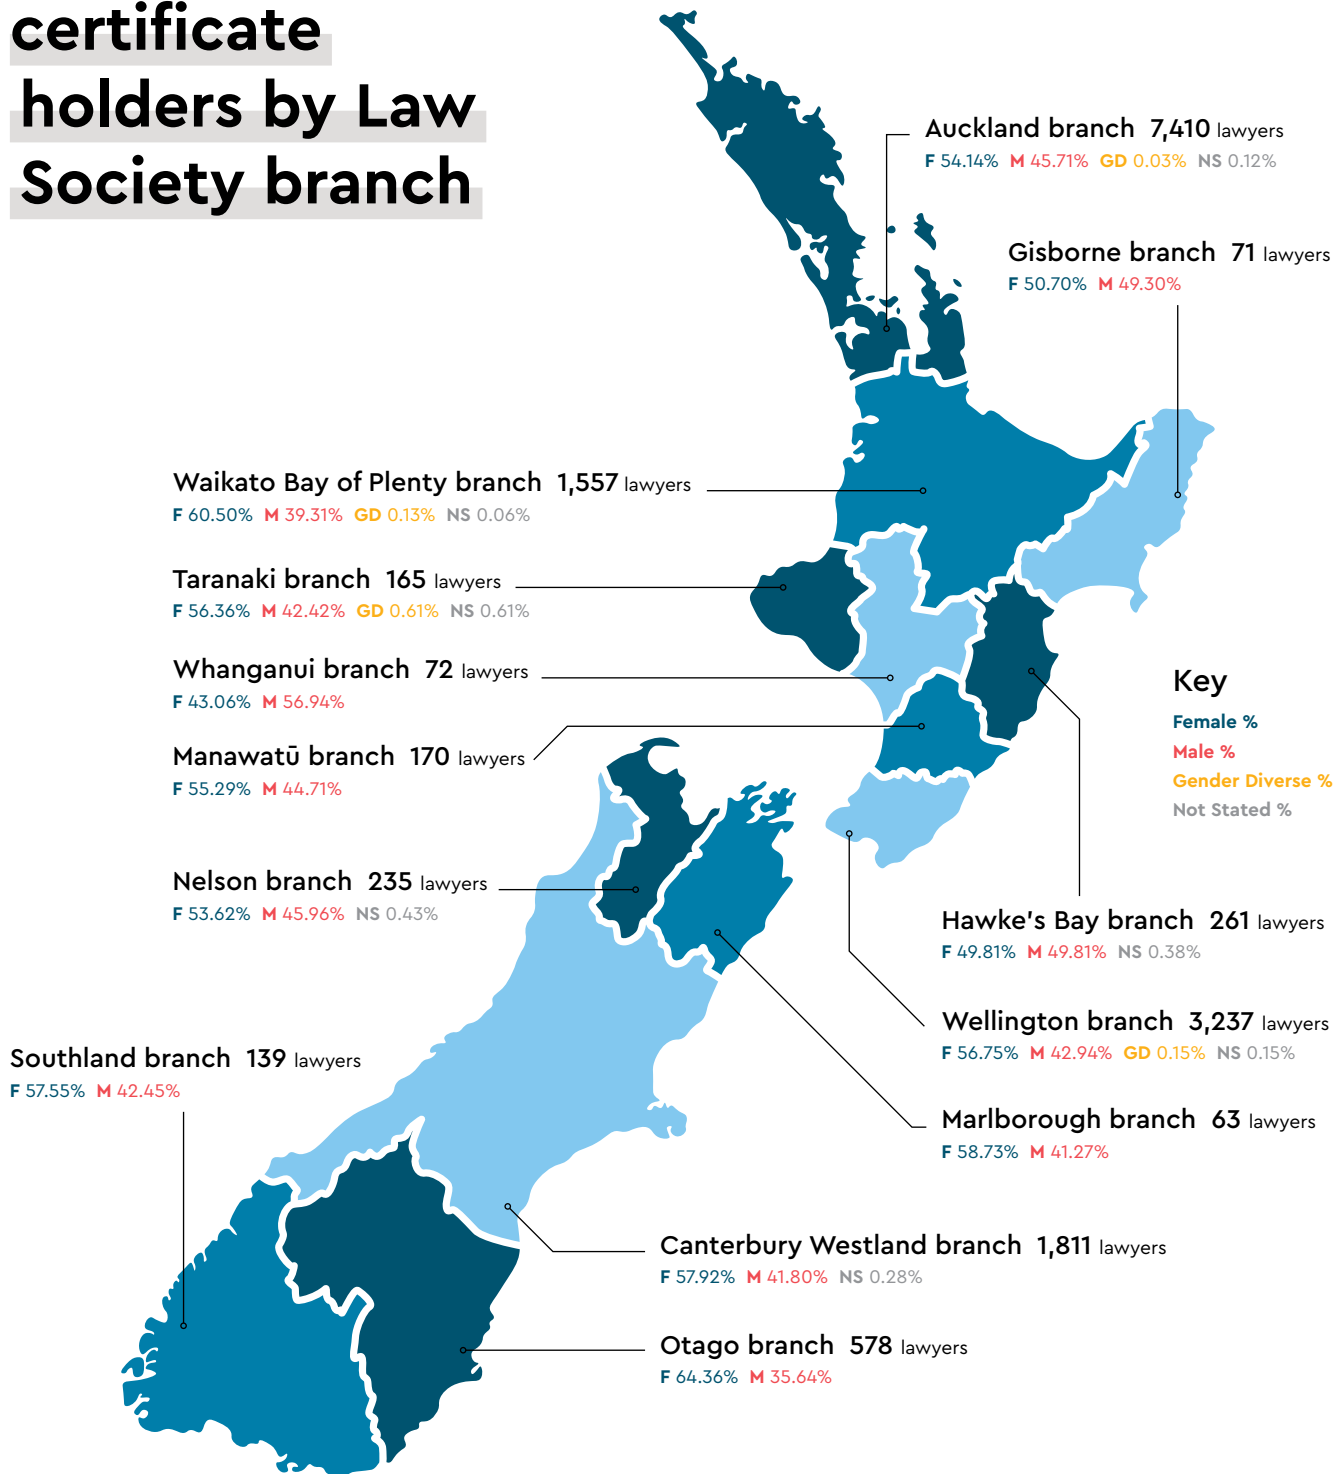 certificate
holders by Law
Society branch
Auckland branch 7,410 lawyers
F 54.14% M 45.71% GD 0.03% NS 0.12%
Gisborne branch 71 lawyers
F 50.70% M 49.30%
Waikato Bay of Plenty branch 1,557 lawyers
F 60.50% M 39.31% GD 0.13% NS 0.06%
Taranaki branch 165 lawyers
F 56.36% M 42.42% GD 0.61% NS 0.61%
Whanganui branch 72 lawyers
F 43.06% M 56.94%
Manawatū branch 170 lawyers
F 55.29% M 44.71%
Key
Female %
Male %
Gender Diverse %
Not Stated %
Nelson branch 235 lawyers
F 53.62% M 45.96% NS 0.43%
Hawke's Bay branch 261 lawyers
F 49.81% M 49.81% NS 0.38%
Wellington branch 3,237 lawyers
F 56.75% M 42.94% GD 0.15% NS 0.15%
Southland branch 139 lawyers
F 57.55% M 42.45%
Marlborough branch 63 lawyers
F 58.73% M 41.27%
Canterbury Westland branch 1,811 lawyers
F 57.92% M 41.80% NS 0.28%
Otago branch 578 lawyers
F 64.36% M 35.64%